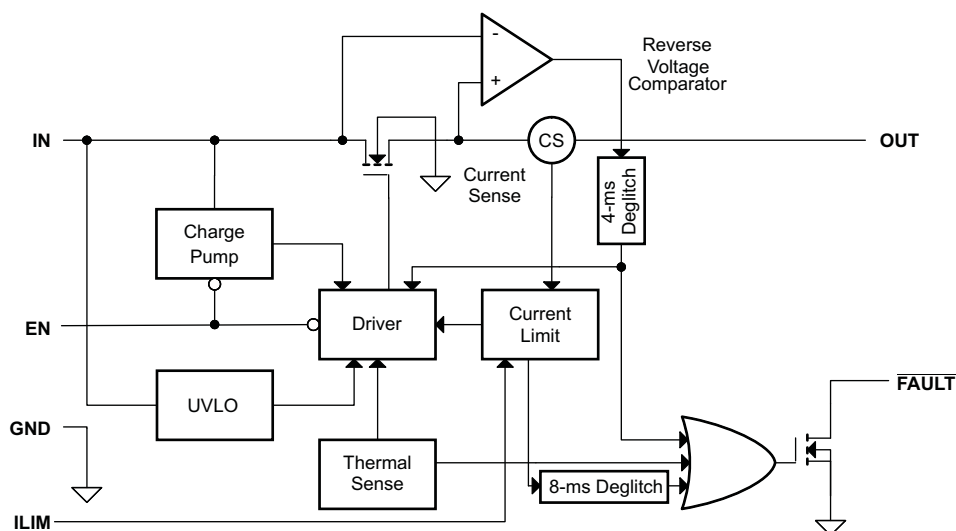 -
Reverse
Voltage
Comparator
+
IN
CS
OUT
Current
Sense
4-ms
Deglitch
Charge
Pump
EN
Driver
Current
Limit
FAULT
UVLO
GND
Thermal
Sense
8-ms Deglitch
ILIM